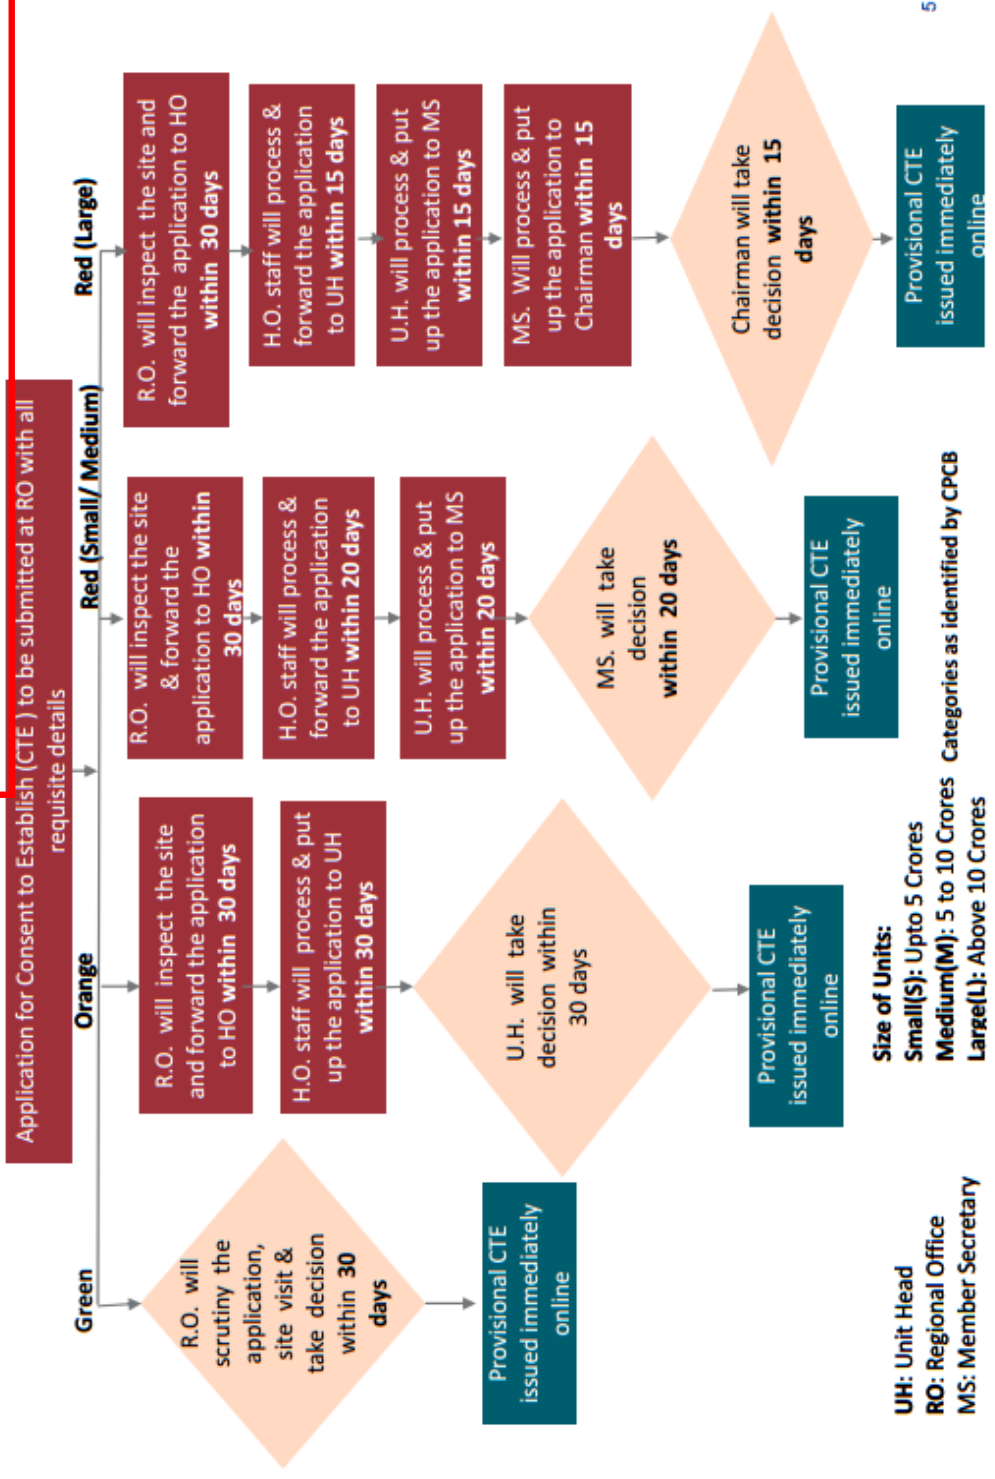 Application for Consent to Establish (CTE ) to be submitted at RO with all
requisite details
Green
R.O. will
scrutiny the
application,
site visit &
take decision
within 30
days
Provisional CTE
issued immediately
online
Orange
R.O. will inspect the site
and forward the application
to HO within 30 days
H.O. staff will process & put
up the application to UH
within 30 days
U.H. will take
decision within
30 days
Provisional CTE
issued immediately
online
Red (Small/ Medium)
R.O. will inspect the site
& forward the
application to HO within
30 days
H.O. staff will process &
forward the application
to UH within 20 days
U.H. will process & put
up the application to MS
within 20 days
MS. will take
decision
within 20 days
Provisional CTE
issued immediately
online
Red (Large)
R.O. will inspect the site and
forward the application to HO
within 30 days
H.O. staff will process &
forward the application
to UH within 15 days
U.H. will process & put
up the application to MS
within 15 days
MS. Will process & put
up the application to
Chairman within 15
days
Chairman will take
decision within 15
days
Provisional CTE
issued immediately
online
UH: Unit Head
RO: Regional Office
MS: Member Secretary
Size of Units:
Small(S): Upto 5 Crores
Medium(M): 5 to 10 Crores Categories as identified by CPCB
Large(L): Above 10 Crores
5